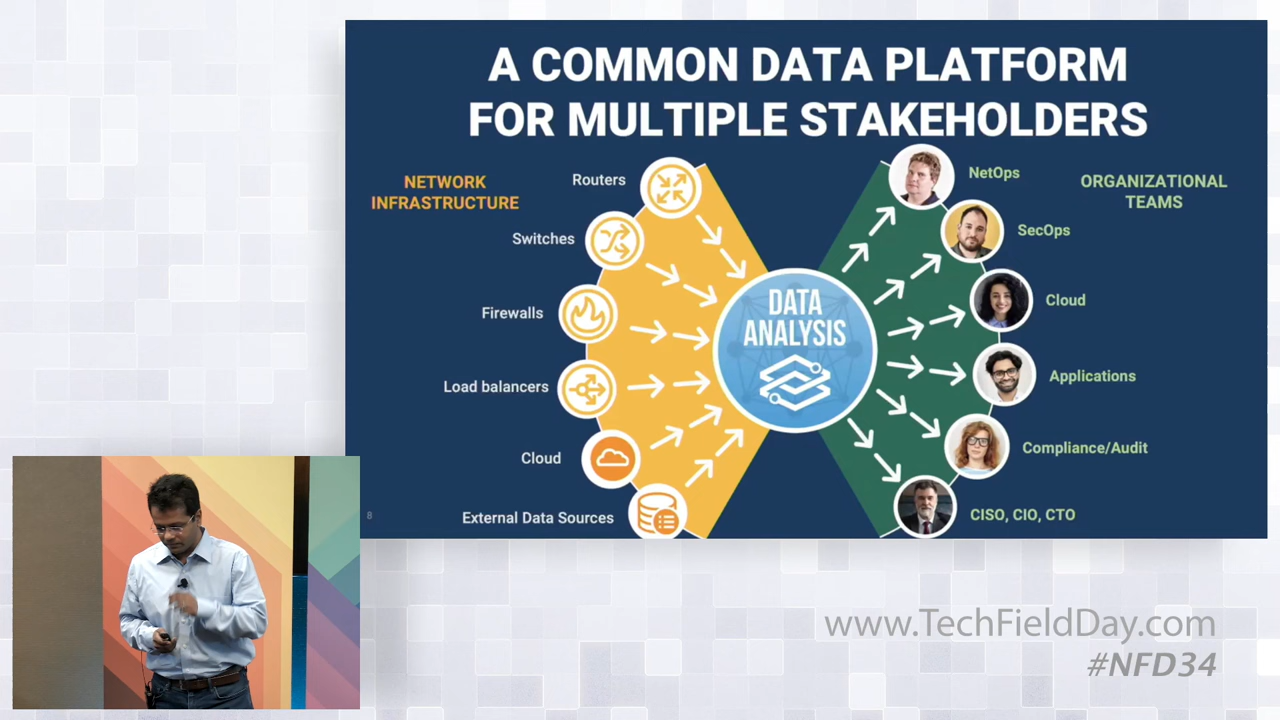 A COMMON DATA PLATFORM
FOR MULTIPLE STAKEHOLDERS
NETWORK
INFRASTRUCTURE
Routers
Switches
Firewalls
Load balancers
Cloud
External Data Sources
DATA
ANALYSIS
NetOps
SecOps
Cloud
Applications
Compliance/Audit
CISO, CIO, CTO
ORGANIZATIONAL
TEAMS
8
www.TechFieldDay.com
#NFD34